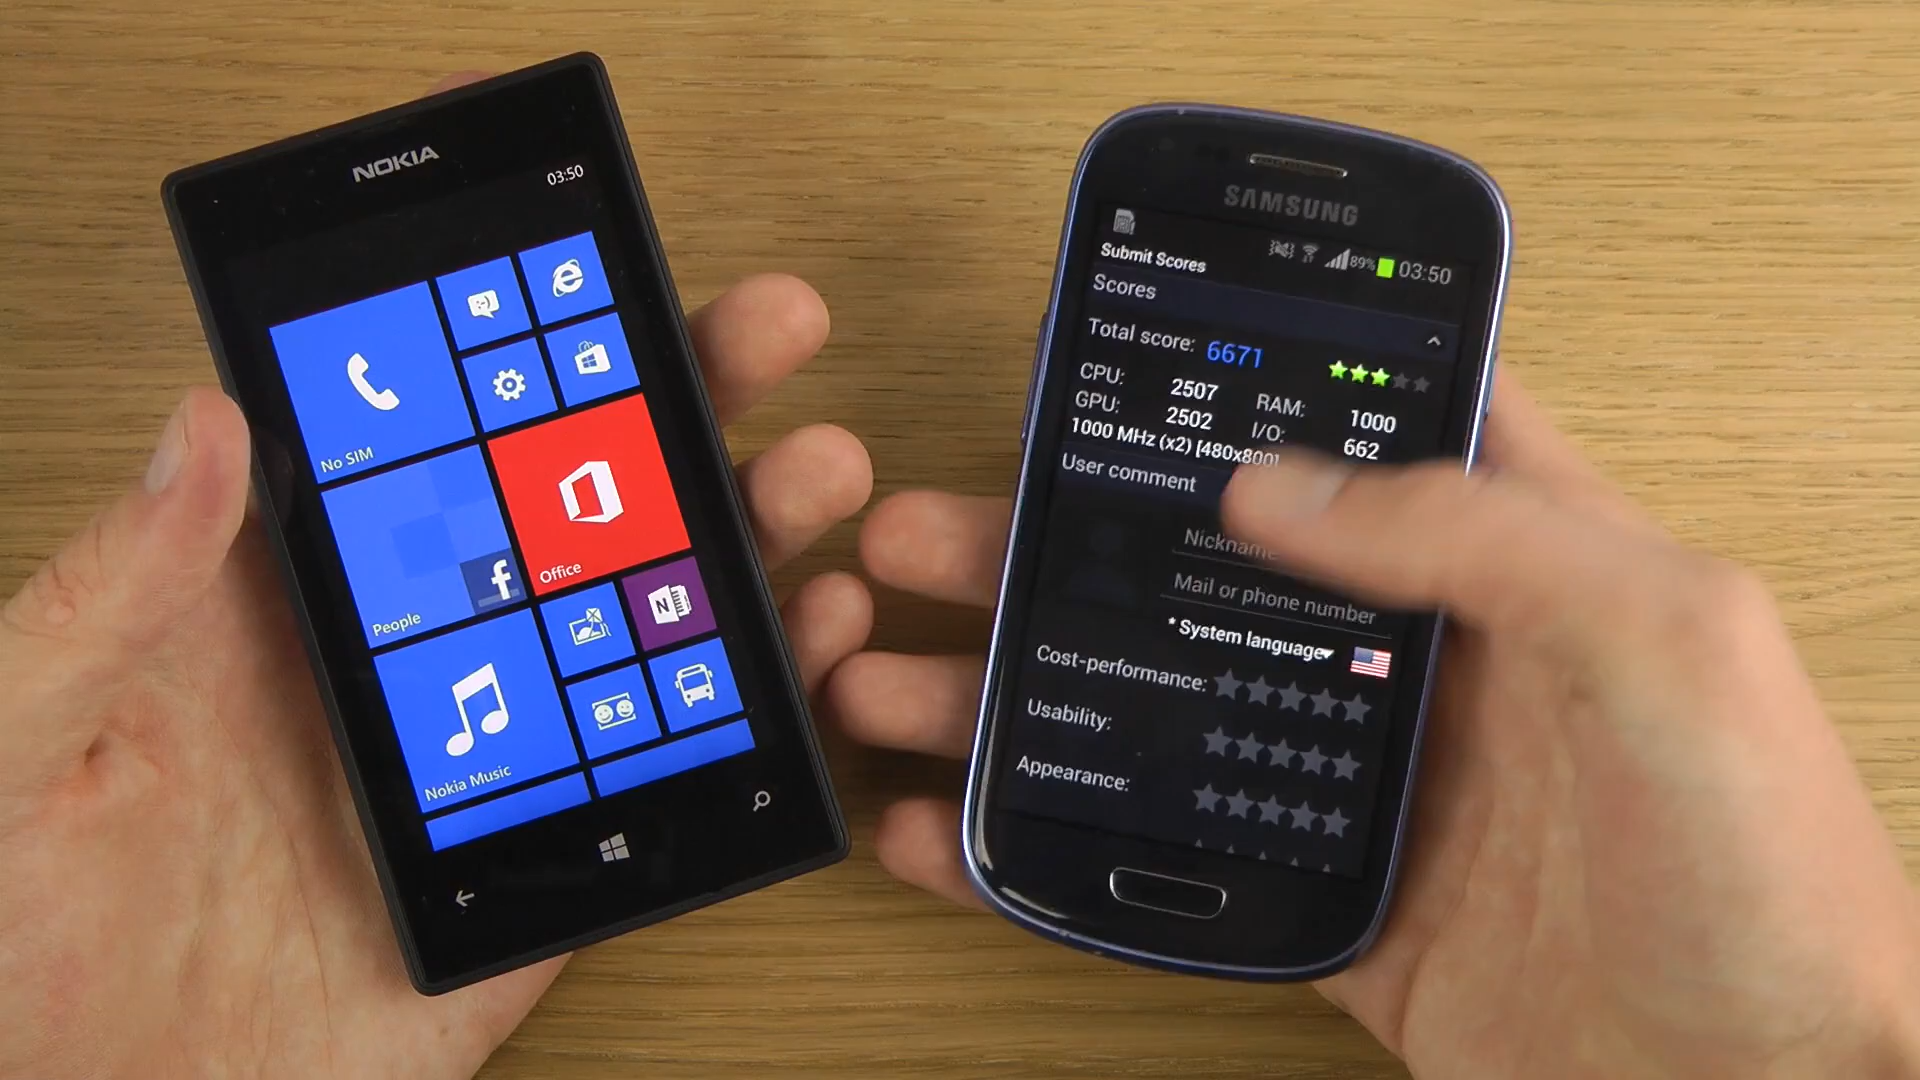 NOKIA
03:50
No SIM
Office
People
f
N
Nokia Music
SAMSUNG
89% 03:50
Submit Scores
Scores
Total score: 6671
CPU: 2507 RAM: 1000
GPU: 2502 I/O: 662
1000 MHz (x2) [480x800]
User comment
Nickname
Mail or phone number
* System language
Cost-performance:
Usability:
Appearance: